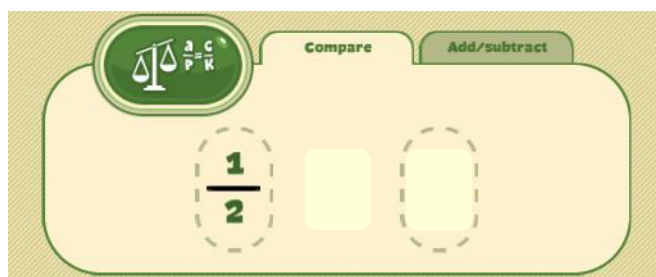 Compare
Add/subtract
a/P = c/K
1
2